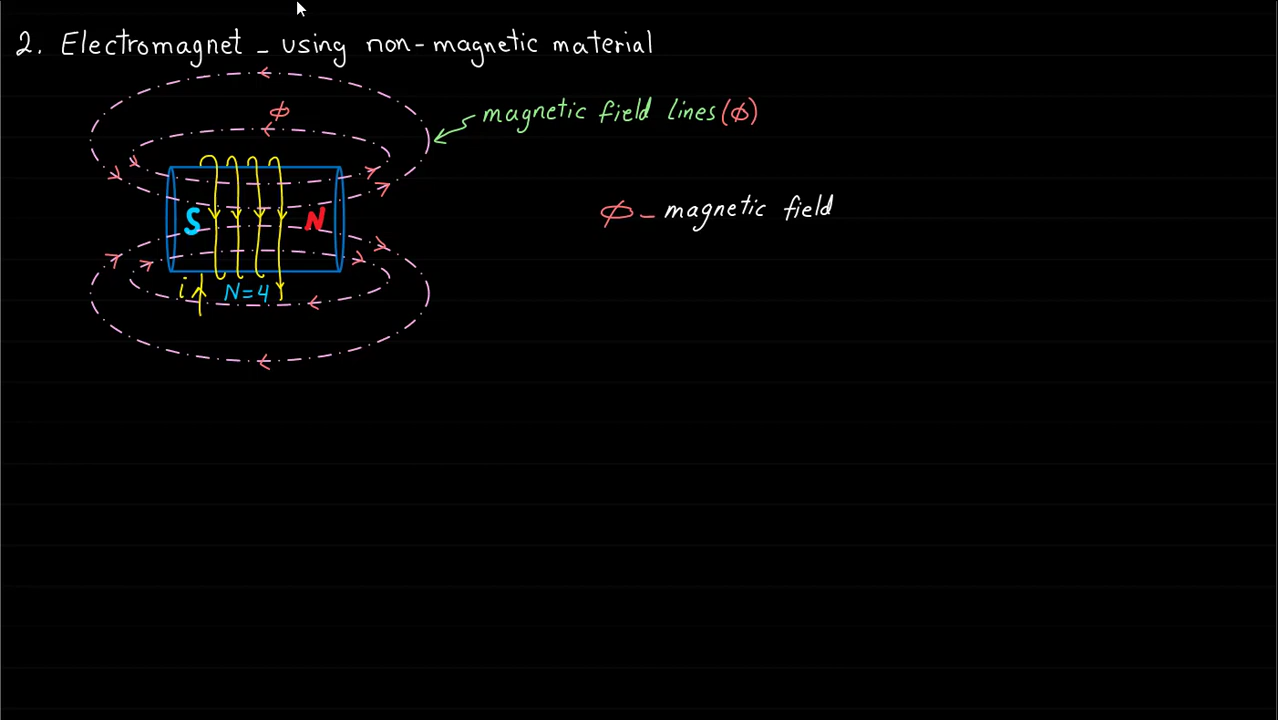 2. Electromagnet - using non-magnetic material
ϕ
magnetic field lines (ϕ)
ϕ - magnetic field
S N
i N=4